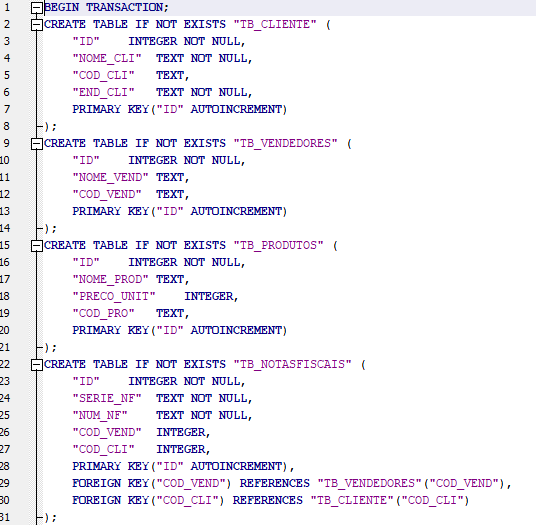 1 BEGIN TRANSACTION;
2 CREATE TABLE IF NOT EXISTS "TB_CLIENTE" (
3 "ID" INTEGER NOT NULL,
4 "NOME_CLI" TEXT NOT NULL,
5 "COD_CLI" TEXT,
6 "END_CLI" TEXT NOT NULL,
7 PRIMARY KEY("ID" AUTOINCREMENT)
8 );
9 CREATE TABLE IF NOT EXISTS "TB_VENDEDORES" (
10 "ID" INTEGER NOT NULL,
11 "NOME_VEND" TEXT,
12 "COD_VEND" TEXT,
13 PRIMARY KEY("ID" AUTOINCREMENT)
14 );
15 CREATE TABLE IF NOT EXISTS "TB_PRODUTOS" (
16 "ID" INTEGER NOT NULL,
17 "NOME_PROD" TEXT,
18 "PRECO_UNIT" INTEGER,
19 "COD_PRO" TEXT,
20 PRIMARY KEY("ID" AUTOINCREMENT)
21 );
22 CREATE TABLE IF NOT EXISTS "TB_NOTASFISCAIS" (
23 "ID" INTEGER NOT NULL,
24 "SERIE_NF" TEXT NOT NULL,
25 "NUM_NF" TEXT NOT NULL,
26 "COD_VEND" INTEGER,
27 "COD_CLI" INTEGER,
28 PRIMARY KEY("ID" AUTOINCREMENT),
29 FOREIGN KEY("COD_VEND") REFERENCES "TB_VENDEDORES"("COD_VEND"),
30 FOREIGN KEY("COD_CLI") REFERENCES "TB_CLIENTE"("COD_CLI")
31 );